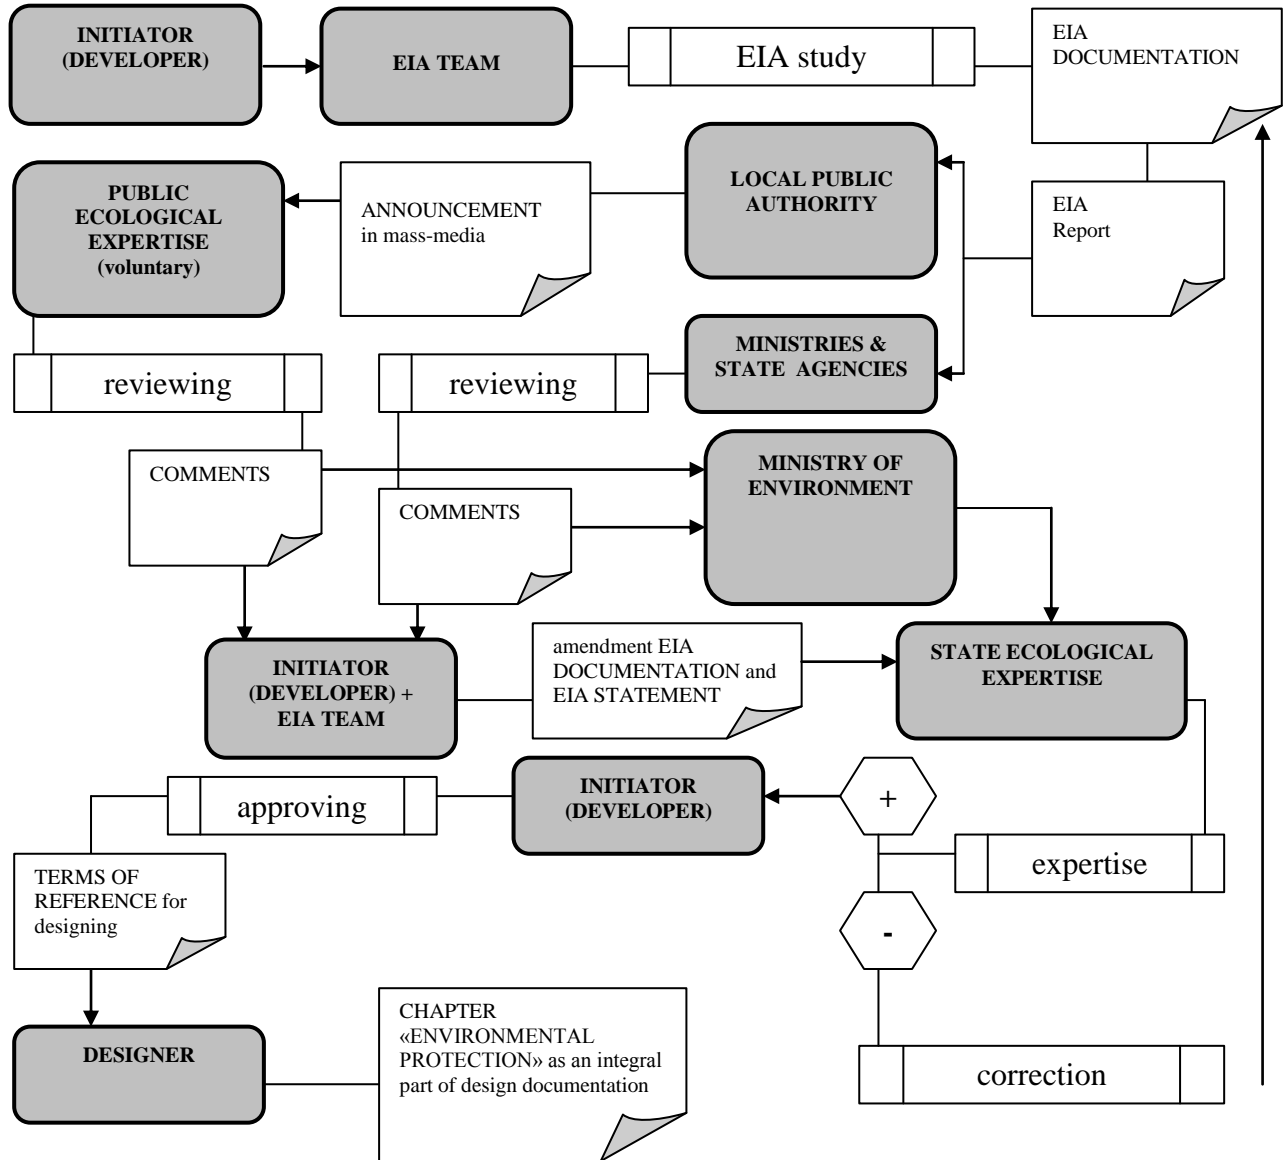 INITIATOR
(DEVELOPER)
EIA TEAM
EIA study
EIA
DOCUMENTATION
PUBLIC
ECOLOGICAL
EXPERTISE
(voluntary)
ANNOUNCEMENT
in mass-media
LOCAL PUBLIC
AUTHORITY
EIA
Report
MINISTRIES &
STATE AGENCIES
reviewing
reviewing
COMMENTS
COMMENTS
MINISTRY OF
ENVIRONMENT
INITIATOR
(DEVELOPER) +
EIA TEAM
amendment EIA
DOCUMENTATION and
EIA STATEMENT
STATE ECOLOGICAL
EXPERTISE
approving
INITIATOR
(DEVELOPER)
+
expertise
-
TERMS OF
REFERENCE for
designing
DESIGNER
CHAPTER
«ENVIRONMENTAL
PROTECTION» as an integral
part of design documentation
correction